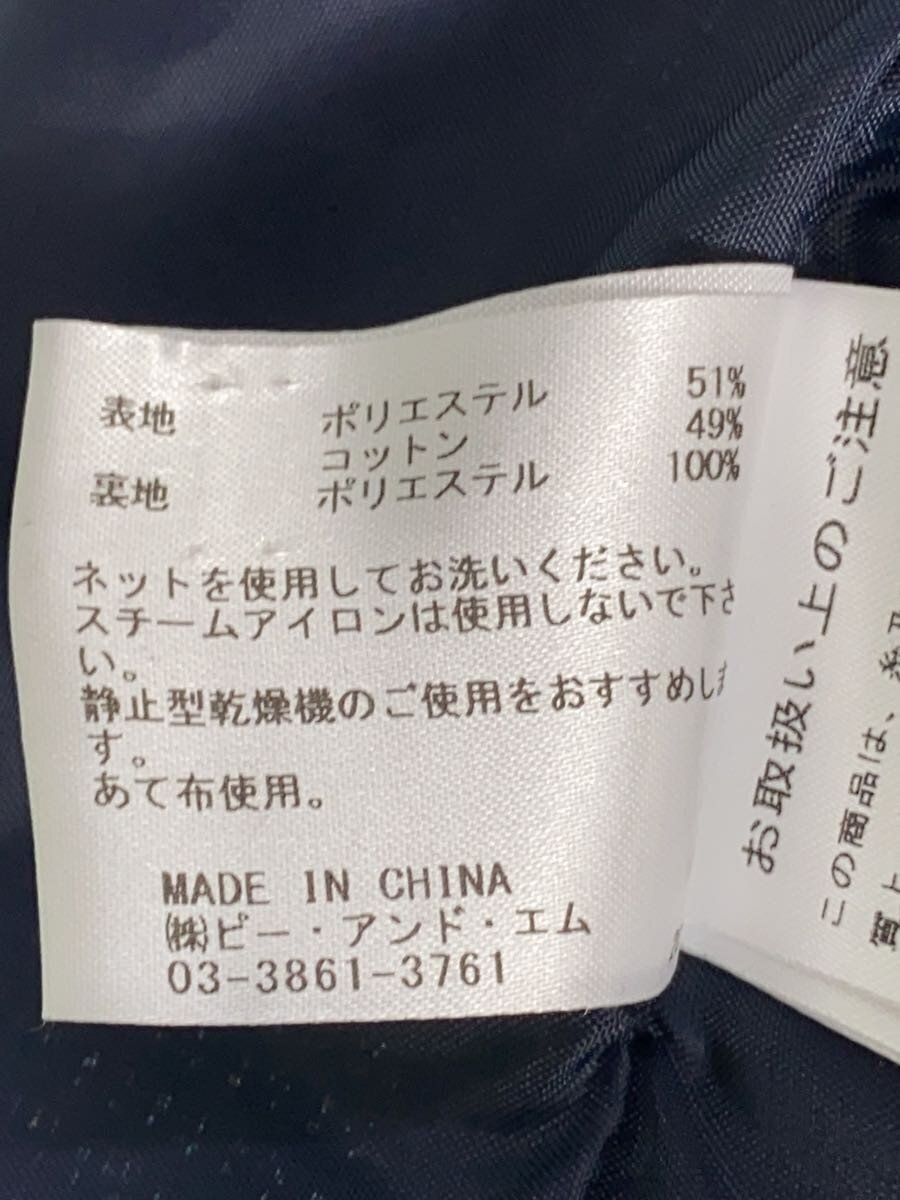 表地 ポリエステル 51%
コットン 49%
裏地 ポリエステル 100%
ネットを使用してお洗いください。
スチームアイロンは使用しないで下さ
い。
静止型乾燥機のご使用をおすすめしま
す。
あて布使用。
MADE IN CHINA
㈱ピー・アンド・エム
03-3861-3761
お取扱い上のご注意
この商品は、
質上